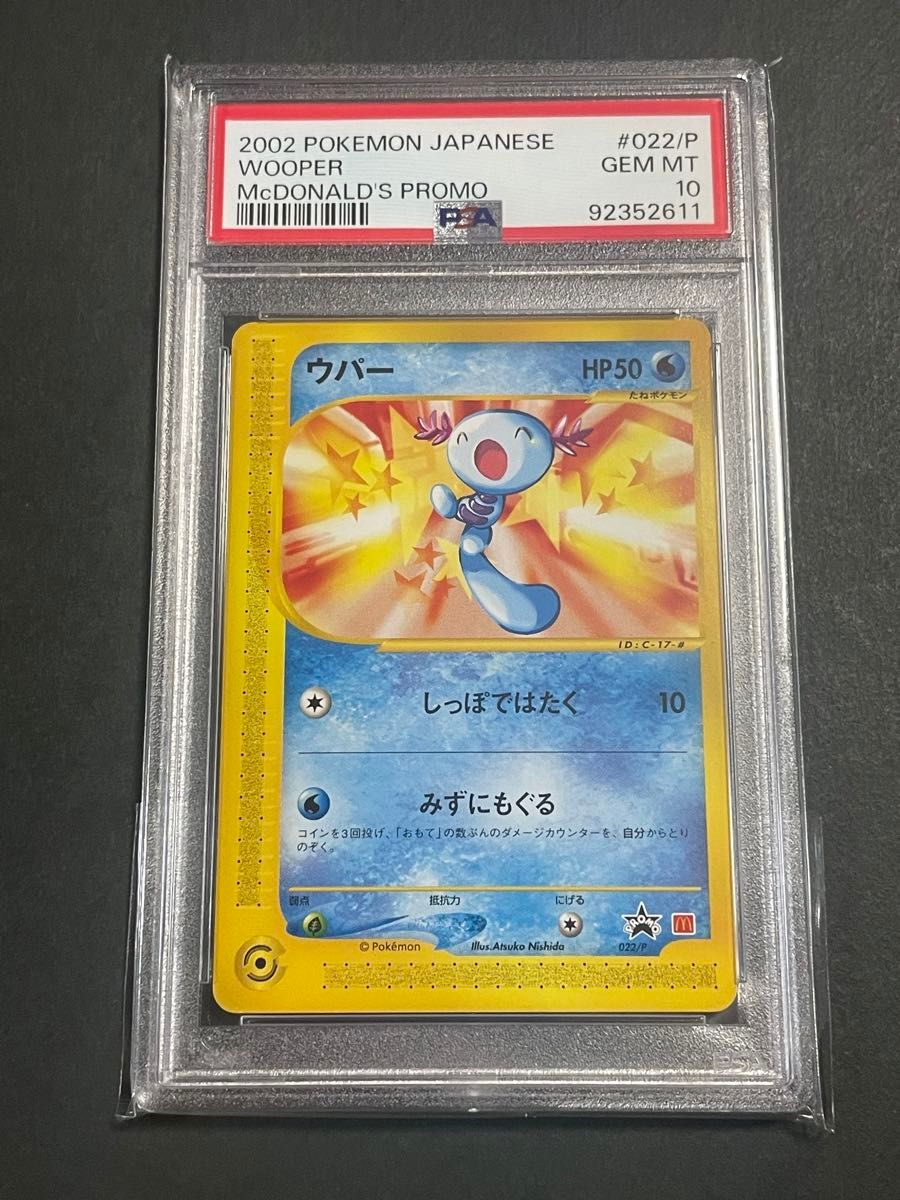 2002 POKEMON JAPANESE #022/P
WOOPER GEM MT
McDONALD'S PROMO 10
PSA 92352611
ウパー HP50
たねポケモン
ID:C-17-#
しっぽではたく 10
みずにもぐる
コインを3回投げ、「おもて」の数ぶんのダメージカウンターを、自分からとり
のぞく。
弱点 抵抗力 にげる
PROMO
© Pokémon Illus.Atsuko Nishida 022/P